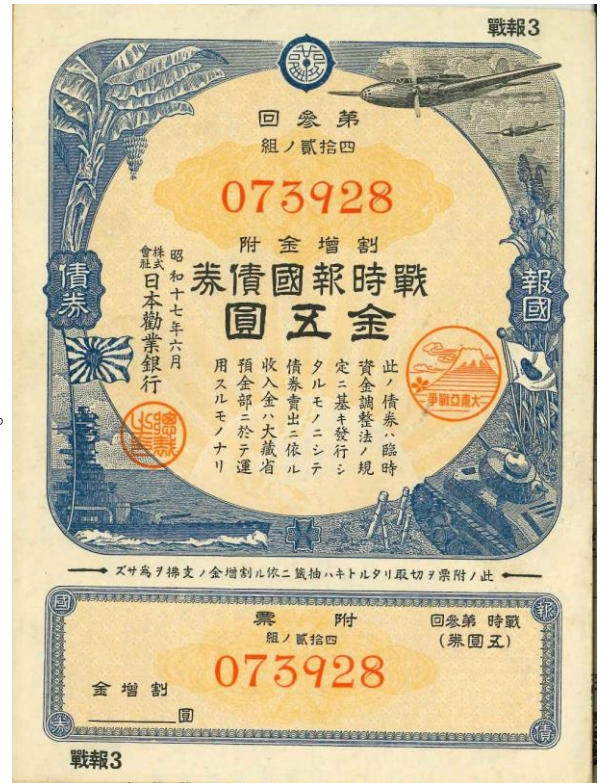 戰報3
第參回
四拾貳ノ組
073928
割增金附
戰時報國債券
金五圓
報國
債券
此ノ債券ハ臨時
資金調整法ノ規
定ニ基キ發行シ
タルモノニシテ
債券賣出ニ依ル
收入金ハ大藏省
預金部ニ於テ運
用スルモノナリ
昭和十七年六月
株式會社日本勸業銀行
大東亞戰爭
此ノ附票ヲ切取リタルトキハ抽籤ニ依ル割增金ノ支拂ヲ爲サズ
報
國
債
券
戰時 第參回
(五圓券)
附票
四拾貳ノ組
073928
割增金
圓
戰報3
。